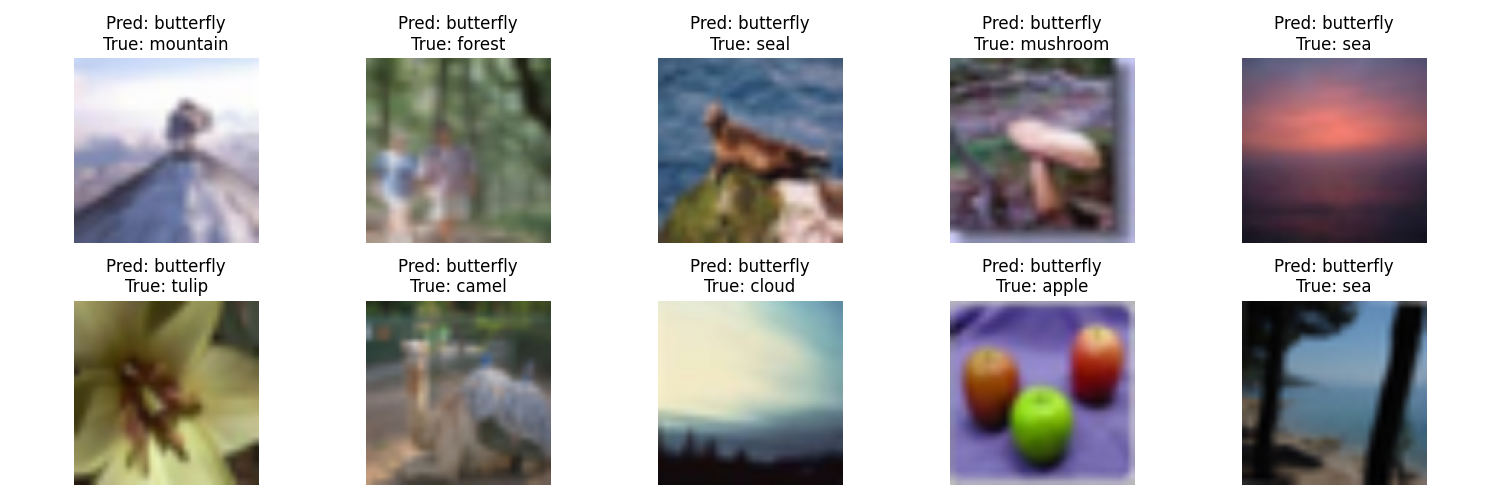 Pred: butterfly
True: mountain
Pred: butterfly
True: forest
Pred: butterfly
True: seal
Pred: butterfly
True: mushroom
Pred: butterfly
True: sea
Pred: butterfly
True: tulip
Pred: butterfly
True: camel
Pred: butterfly
True: cloud
Pred: butterfly
True: apple
Pred: butterfly
True: sea